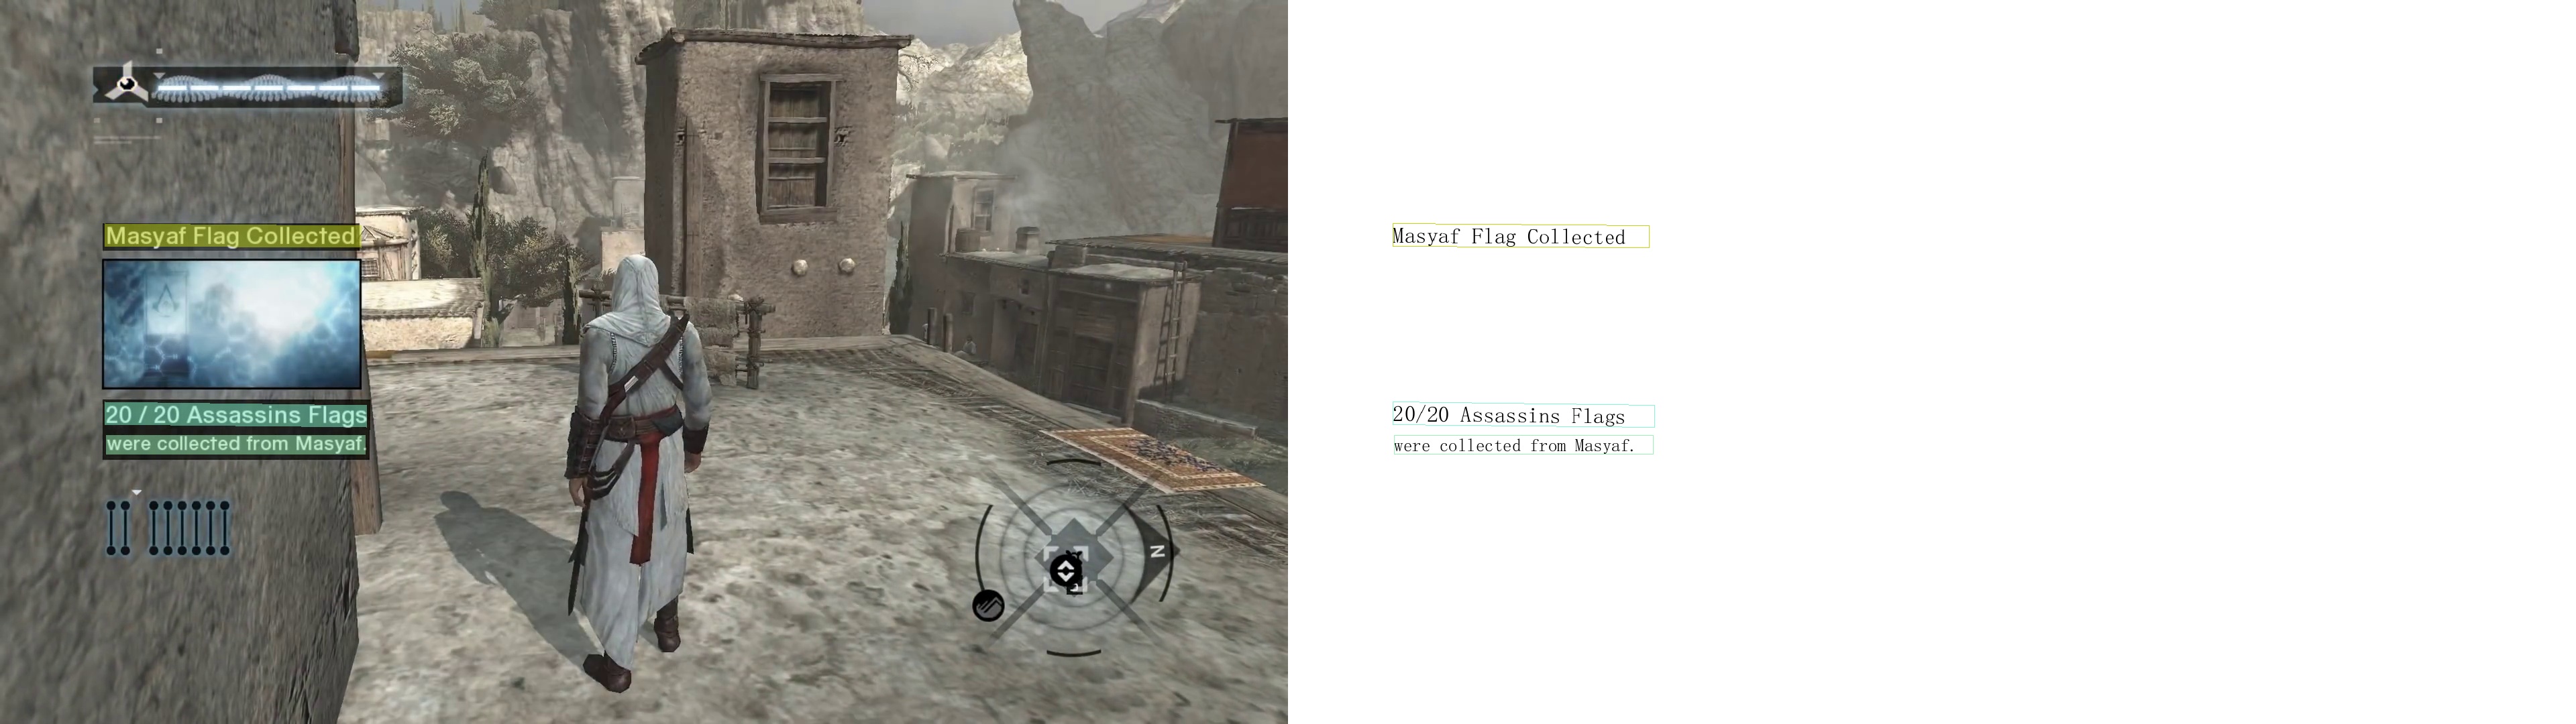 Masyaf Flag Collected
20 / 20 Assassins Flags
were collected from Masyaf.
N
Masyaf Flag Collected
20/20 Assassins Flags
were collected from Masyaf.